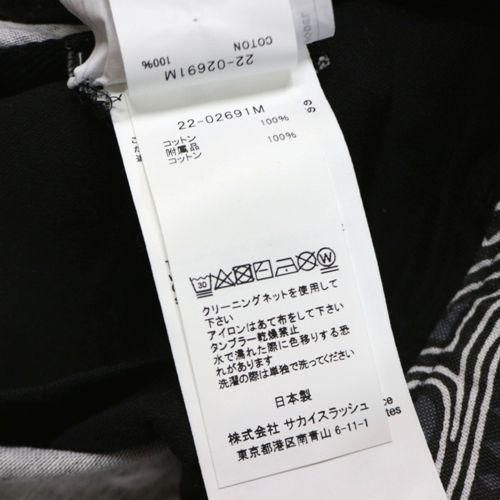 MODEL
100%
COTON
22-02691M
22-02691M
コットン 100%
附属品
コットン 100%
のの
30
W
クリーニングネットを使用して
下さい
アイロンはあて布をして下さい
タンブラー乾燥禁止
水で濡れた際に色移りする恐
れがあります
洗濯の際は単独で洗ってください
日本製
株式会社 サカイスラッシュ
東京都港区南青山 6-11-1